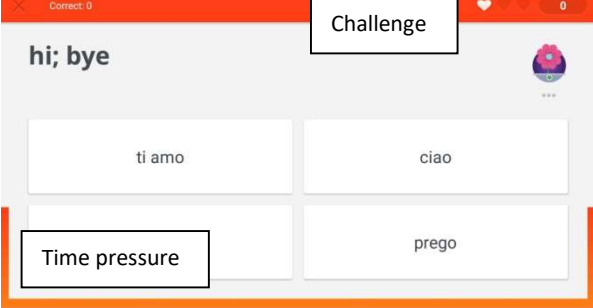 Correct: 0
Challenge
0
hi; bye
ti amo
ciao
Time pressure
prego